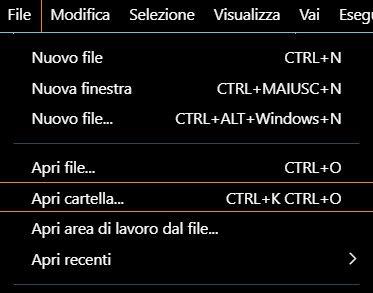 File Modifica Selezione Visualizza Vai Esegu
Nuovo file CTRL+N
Nuova finestra CTRL+MAIUSC+N
Nuovo file... CTRL+ALT+Windows+N
Apri file... CTRL+O
Apri cartella... CTRL+K CTRL+O
Apri area di lavoro dal file...
Apri recenti